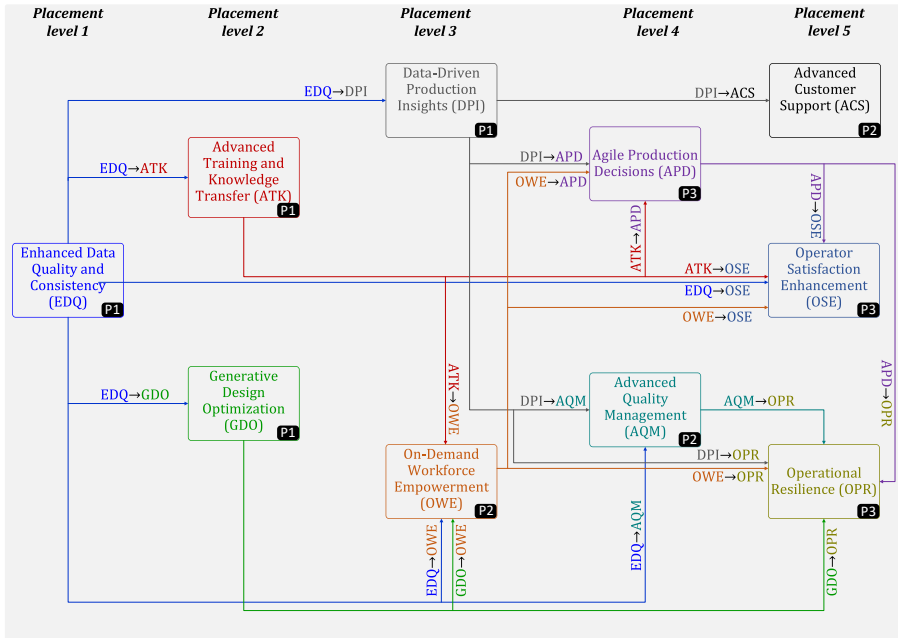 Placement
level 1
Placement
level 2
Placement
level 3
Placement
level 4
Placement
level 5
Data-Driven
Production
Insights (DPI)
P1
Advanced
Customer
Support (ACS)
P2
EDQ→DPI
DPI→ACS
Advanced
Training and
Knowledge
Transfer (ATK)
P1
EDQ→ATK
DPI→APD
OWE→APD
Agile Production
Decisions (APD)
P3
APD→OSE
ATK→APD
Enhanced Data
Quality and
Consistency
(EDQ)
P1
ATK→OSE
EDQ→OSE
OWE→OSE
Operator
Satisfaction
Enhancement
(OSE)
P3
EDQ→GDO
Generative
Design
Optimization
(GDO)
P1
ATK→OWE
DPI→AQM
Advanced
Quality
Management
(AQM)
P2
AQM→OPR
APD→OPR
On-Demand
Workforce
Empowerment
(OWE)
P2
DPI→OPR
OWE→OPR
Operational
Resilience (OPR)
P3
EDQ→OWE
GDO→OWE
EDQ→AQM
GDO→OPR